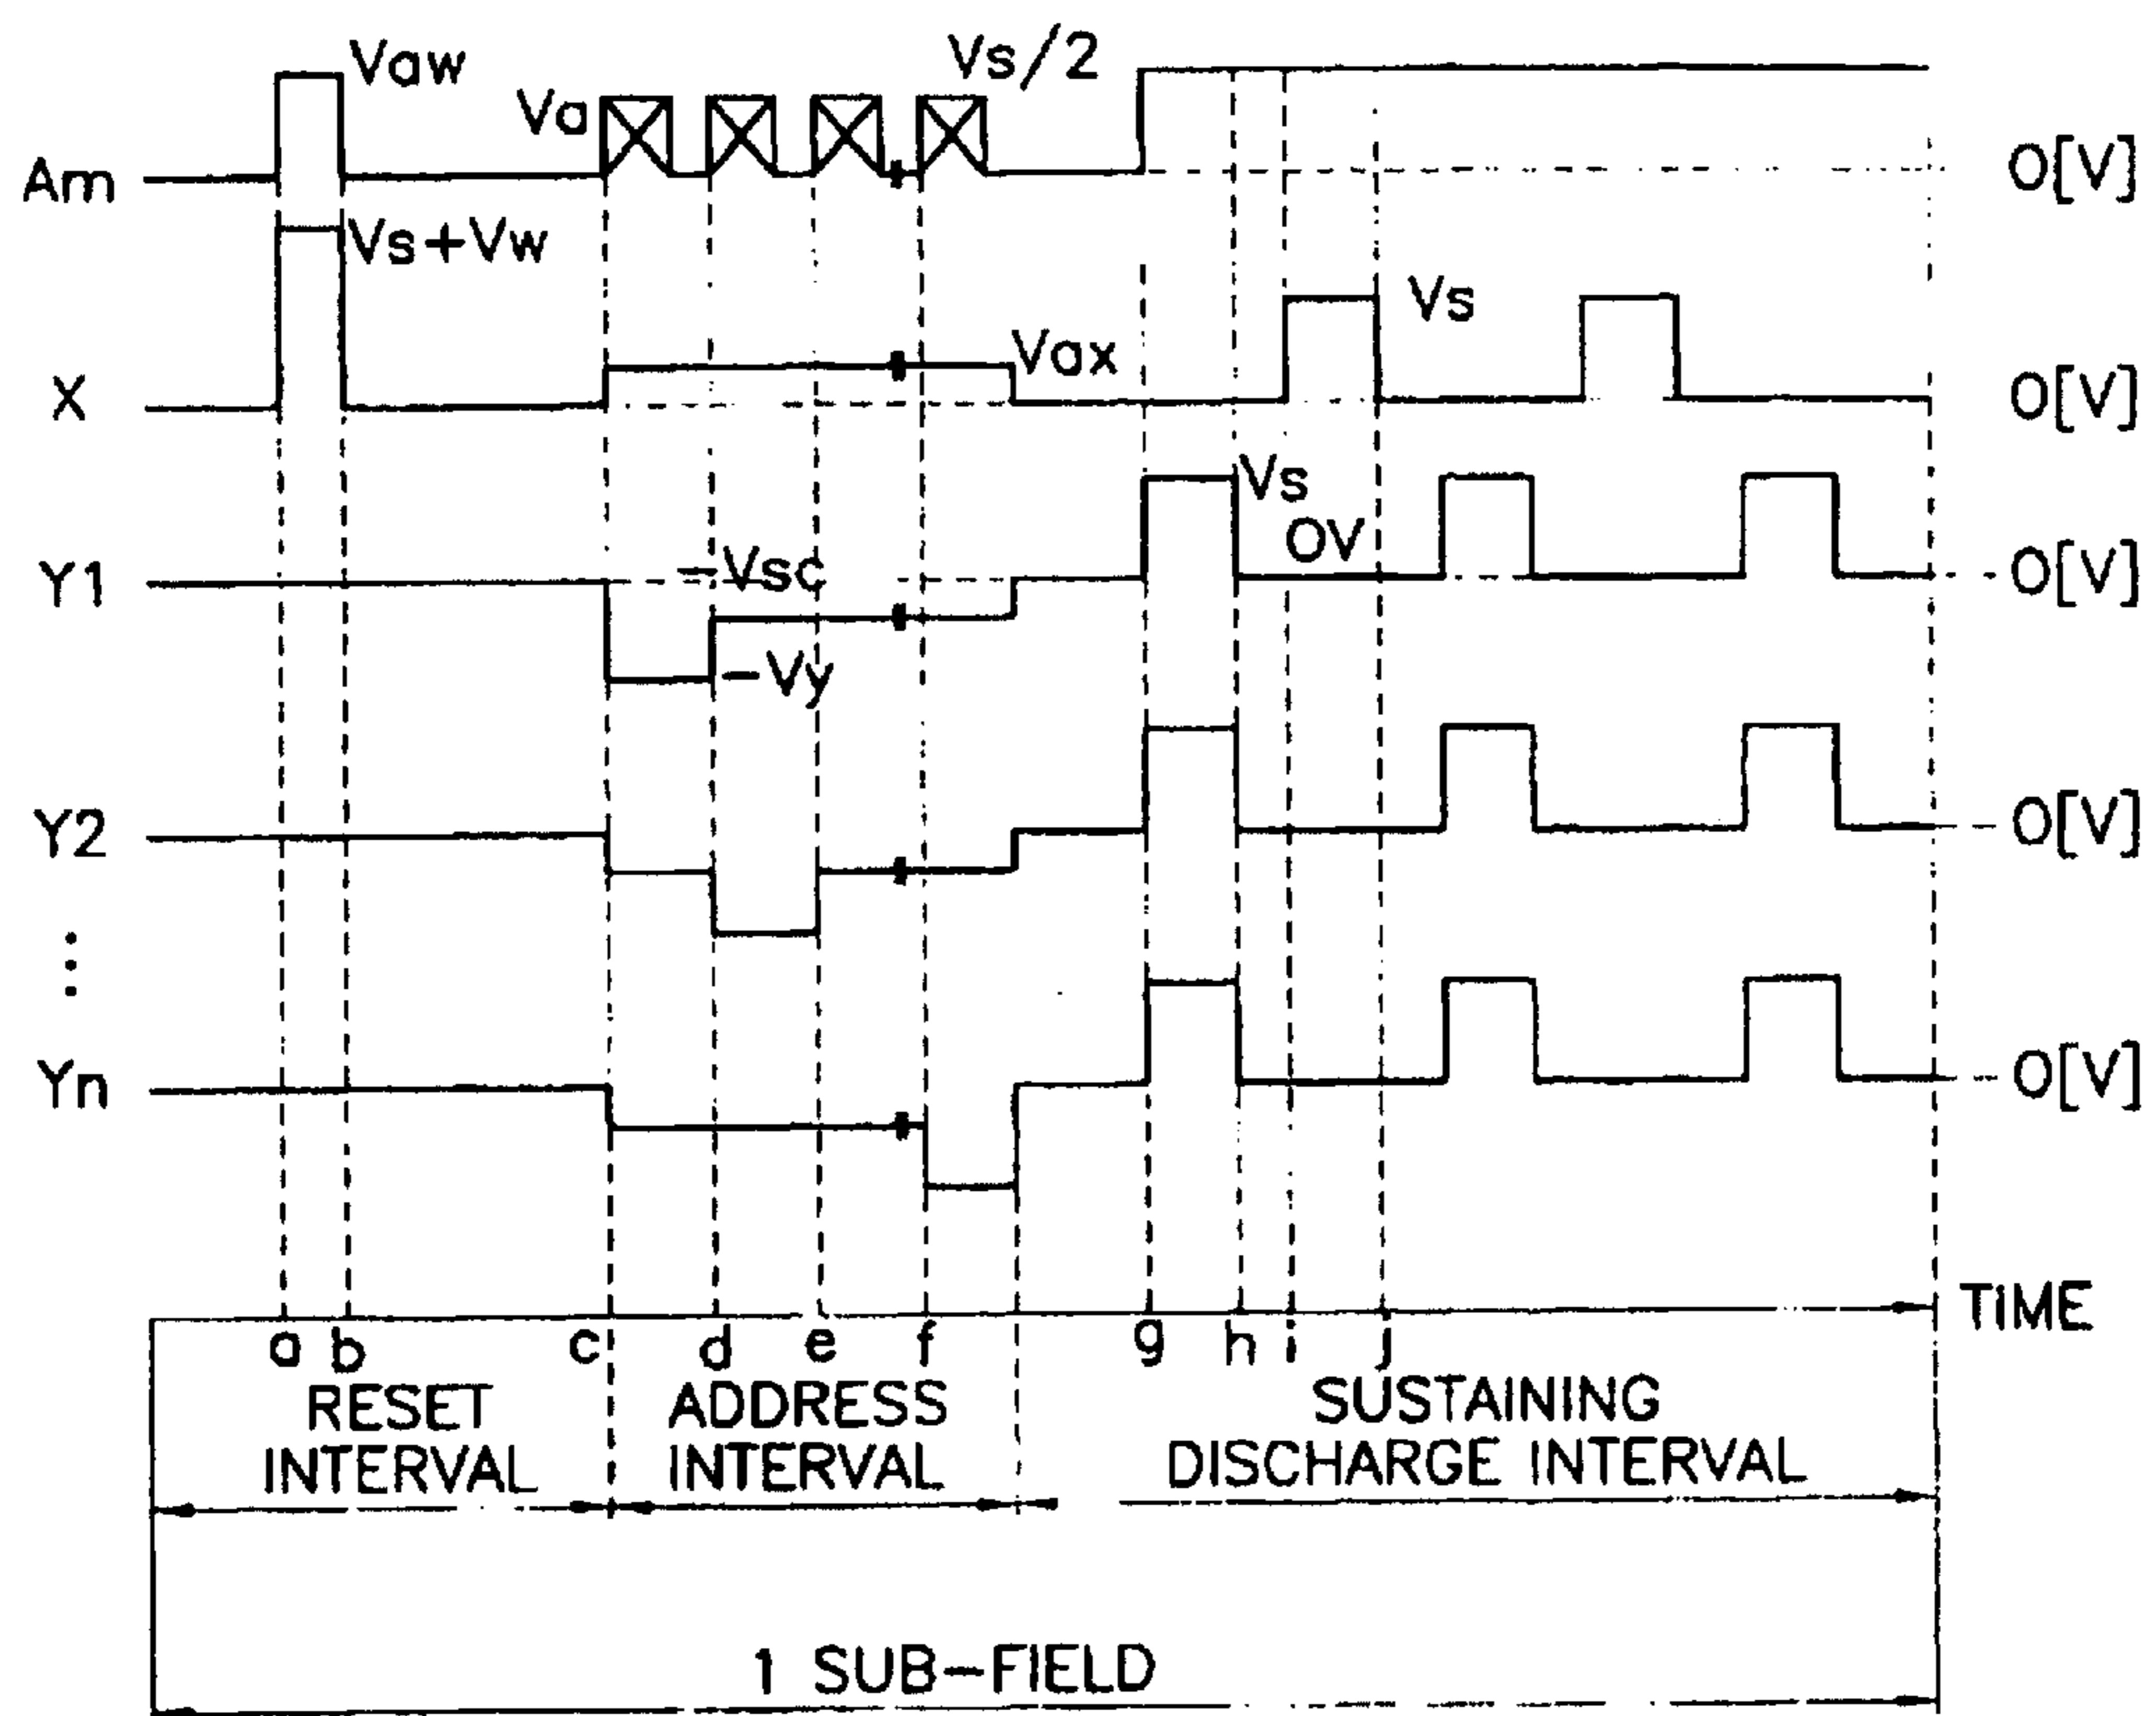 Vaw
Vs/2
Va
Am
O[V]
Vs+Vw
Vs
Vax
X
O[V]
Vs
OV
-Vsc
Y1
O[V]
-Vy
Y2
O[V]
Yn
O[V]
TiME
a b c d e f g h i j
RESET INTERVAL
ADDRESS INTERVAL
SUSTAINING DISCHARGE INTERVAL
1 SUB-FIELD